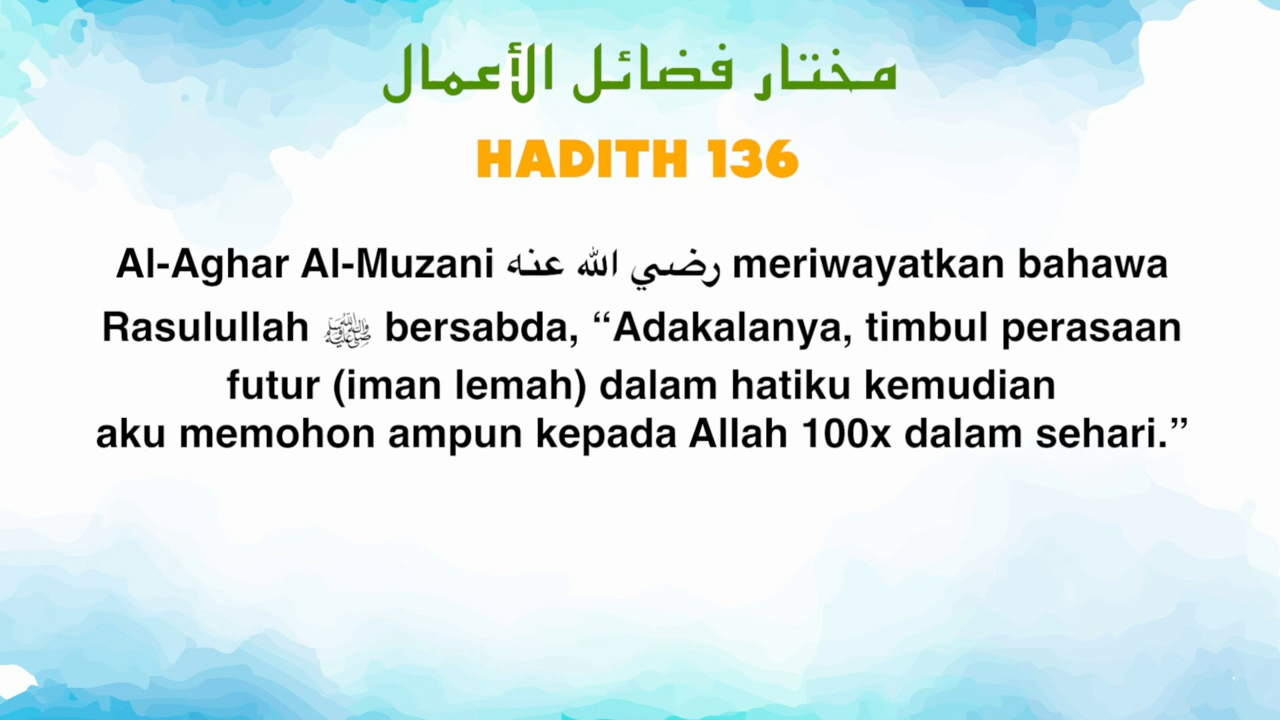 مختار فضائل الأعمال
HADITH 136
Al-Aghar Al-Muzani رضي الله عنه meriwayatkan bahawa
Rasulullah ﷺ bersabda, “Adakalanya, timbul perasaan
futur (iman lemah) dalam hatiku kemudian
aku memohon ampun kepada Allah 100x dalam sehari.”